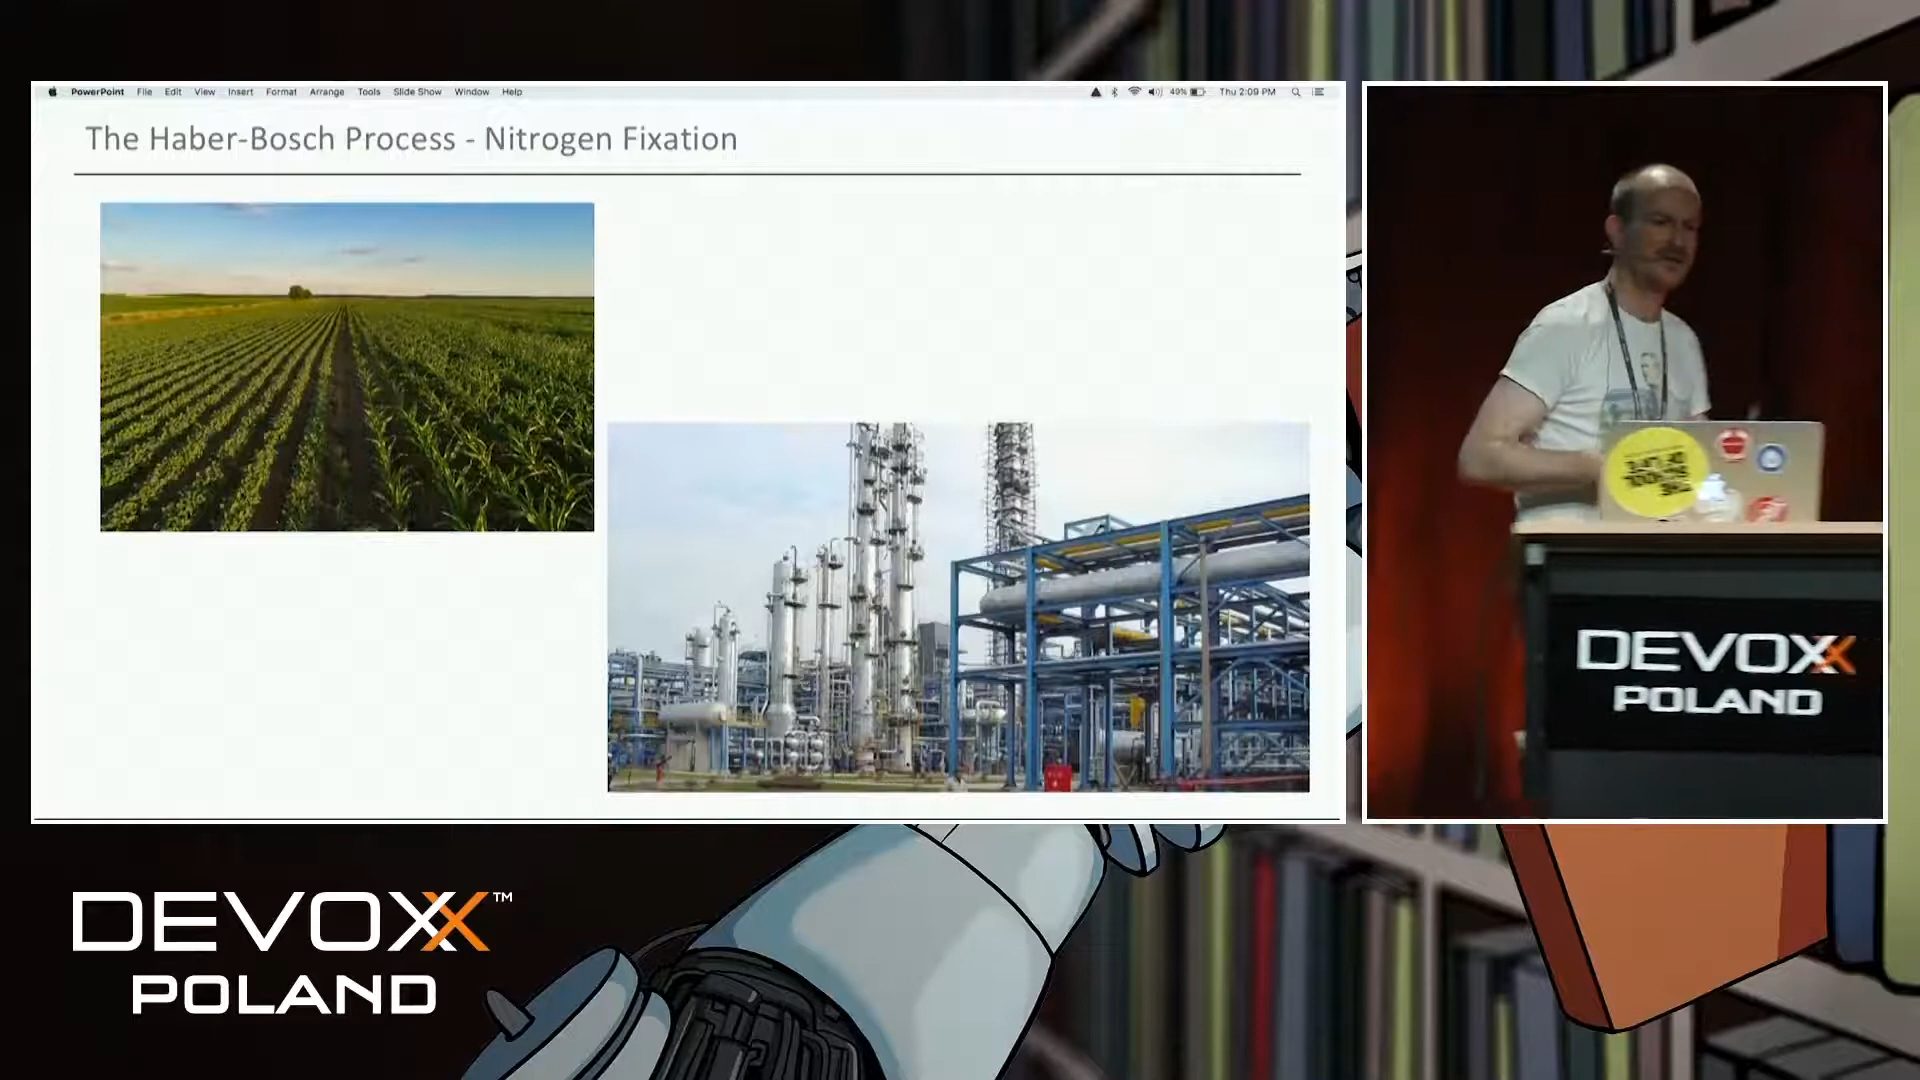 PowerPoint File Edit View Insert Format Arrange Tools Slide Show Window Help 49% Thu 2:09 PM
The Haber-Bosch Process - Nitrogen Fixation
DEVOXX
POLAND
DEVOXX™
POLAND